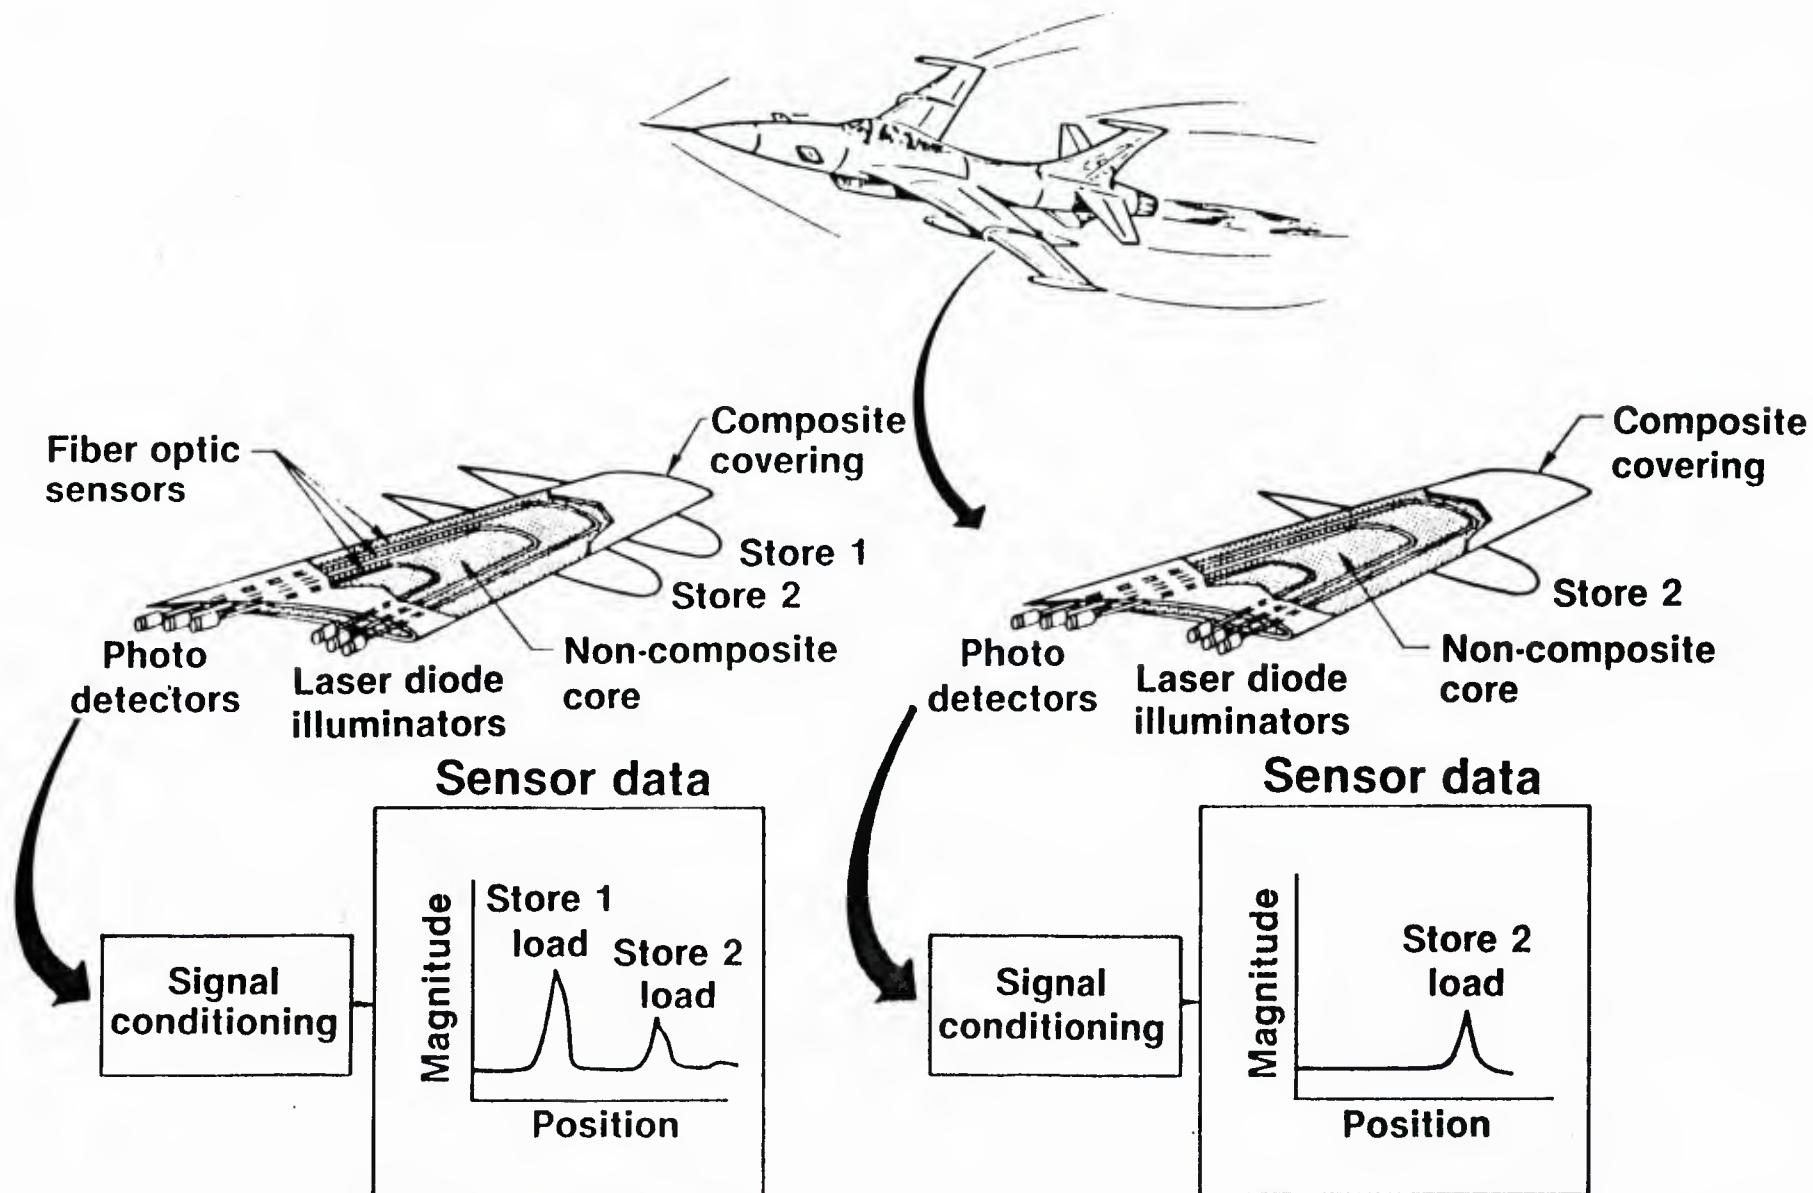 Fiber optic
sensors
Composite
covering
Store 1
Store 2
Photo
detectors
Laser diode
illuminators
Non-composite
core
Sensor data
Signal
conditioning
Magnitude
Store 1
load
Store 2
load
Position
Composite
covering
Store 2
Photo
detectors
Laser diode
illuminators
Non-composite
core
Sensor data
Signal
conditioning
Magnitude
Store 2
load
Position